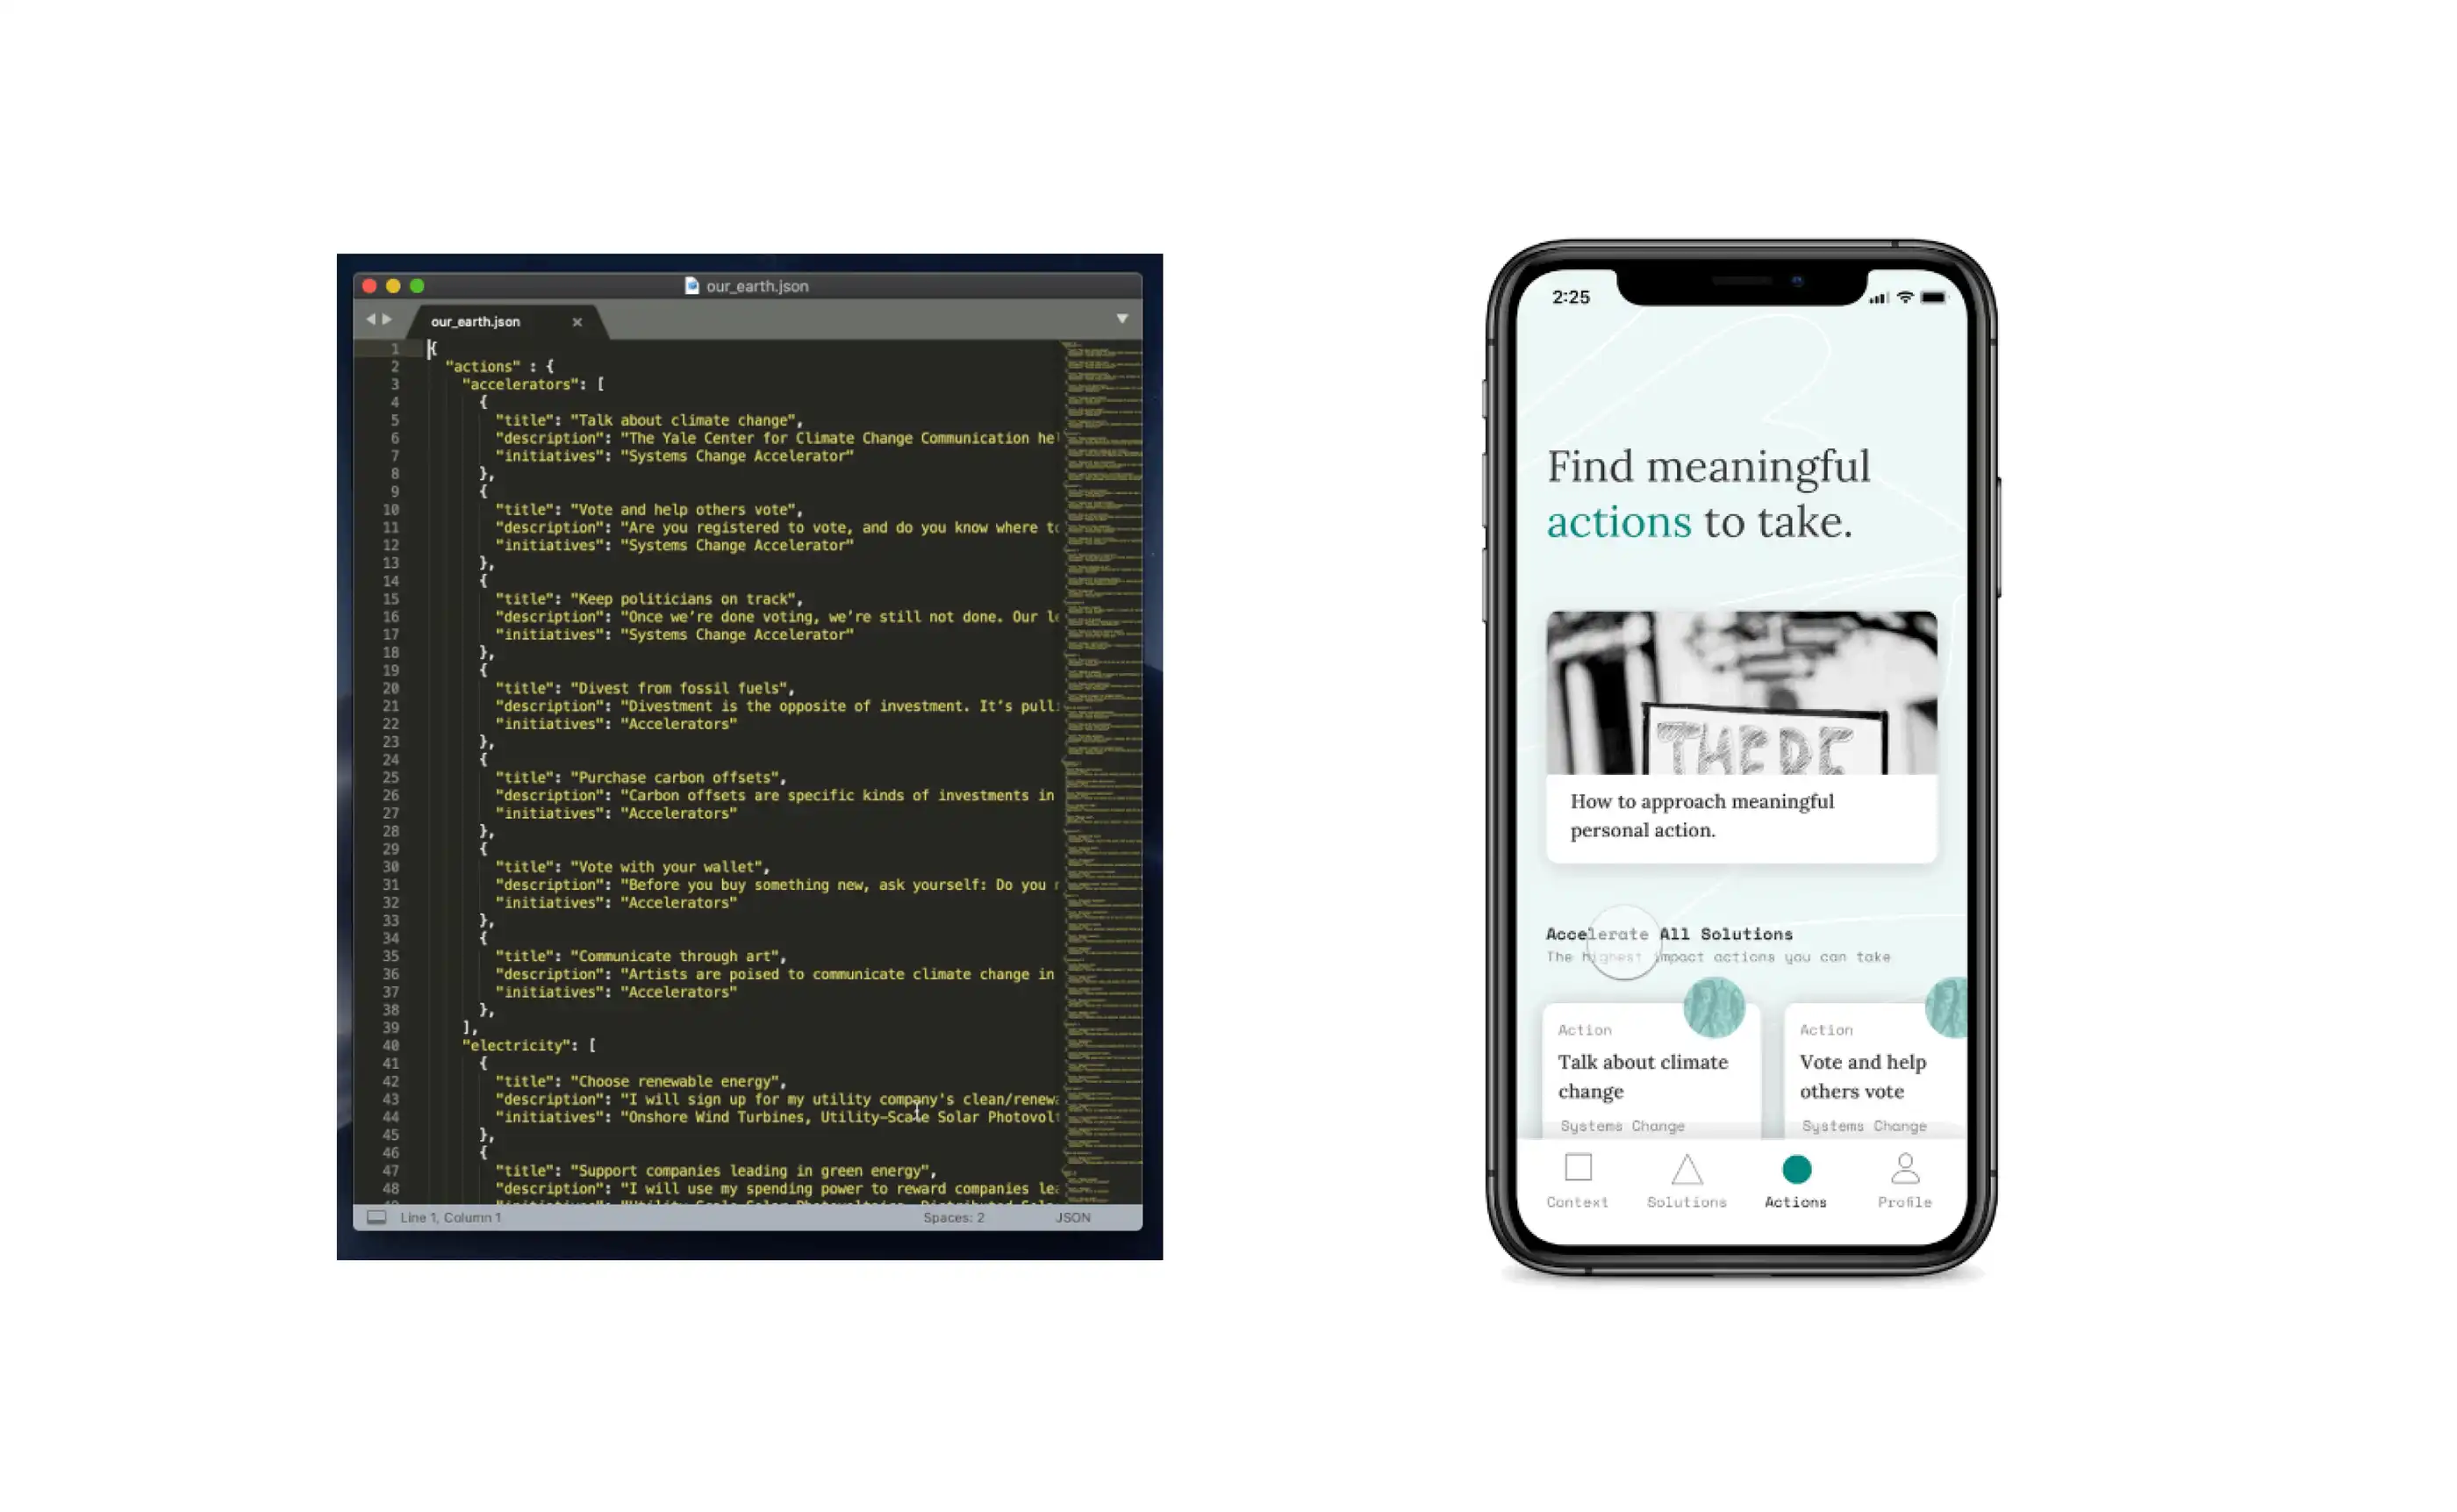 our_earth.json
our_earth.json ×
1 {
2 "actions" : {
3 "accelerators": [
4 {
5 "title": "Talk about climate change",
6 "description": "The Yale Center for Climate Change Communication hel
7 "initiatives": "Systems Change Accelerator"
8 },
9 {
10 "title": "Vote and help others vote",
11 "description": "Are you registered to vote, and do you know where to
12 "initiatives": "Systems Change Accelerator"
13 },
14 {
15 "title": "Keep politicians on track",
16 "description": "Once we’re done voting, we’re still not done. Our le
17 "initiatives": "Systems Change Accelerator"
18 },
19 {
20 "title": "Divest from fossil fuels",
21 "description": "Divestment is the opposite of investment. It’s pull
22 "initiatives": "Accelerators"
23 },
24 {
25 "title": "Purchase carbon offsets",
26 "description": "Carbon offsets are specific kinds of investments in
27 "initiatives": "Accelerators"
28 },
29 {
30 "title": "Vote with your wallet",
31 "description": "Before you buy something new, ask yourself: Do you
32 "initiatives": "Accelerators"
33 },
34 {
35 "title": "Communicate through art",
36 "description": "Artists are poised to communicate climate change in
37 "initiatives": "Accelerators"
38 },
39 ],
40 "electricity": [
41 {
42 "title": "Choose renewable energy",
43 "description": "I will sign up for my utility company's clean/renewa
44 "initiatives": "Onshore Wind Turbines, Utility-Scale Solar Photovolt
45 },
46 {
47 "title": "Support companies leading in green energy",
48 "description": "I will use my spending power to reward companies lea
Line 1, Column 1 Spaces: 2 JSON
2:25
Find meaningful
actions to take.
THERE
How to approach meaningful
personal action.
Accelerate All Solutions
The highest impact actions you can take
Action
Talk about climate
change
Systems Change
Action
Vote and help
others vote
Systems Change
Context Solutions Actions Profile